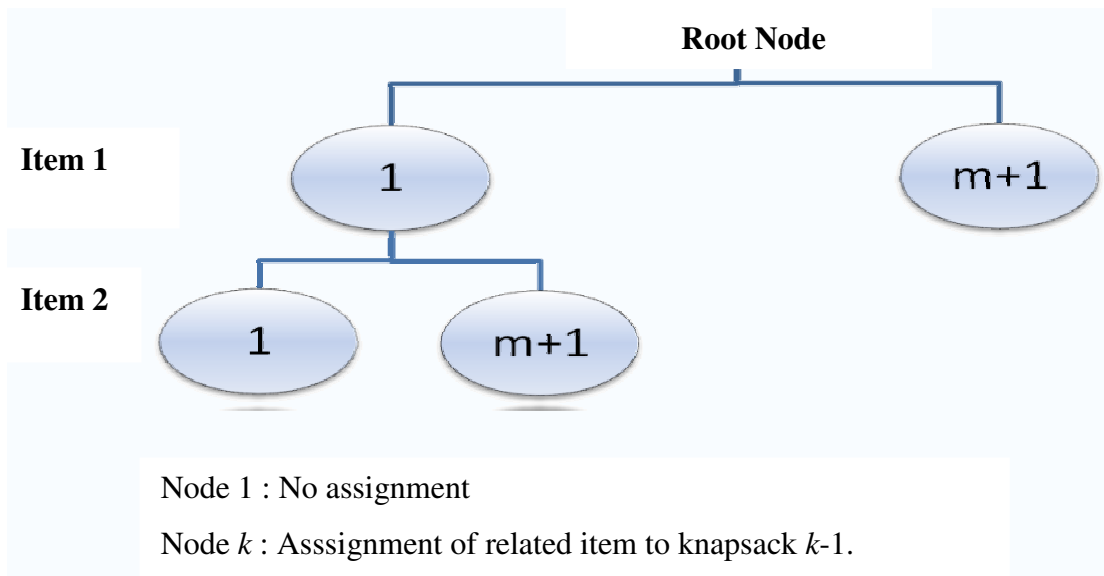 Root Node
Item 1
1
m+1
Item 2
1
m+1
Node 1 : No assignment
Node k : Asssignment of related item to knapsack k-1.